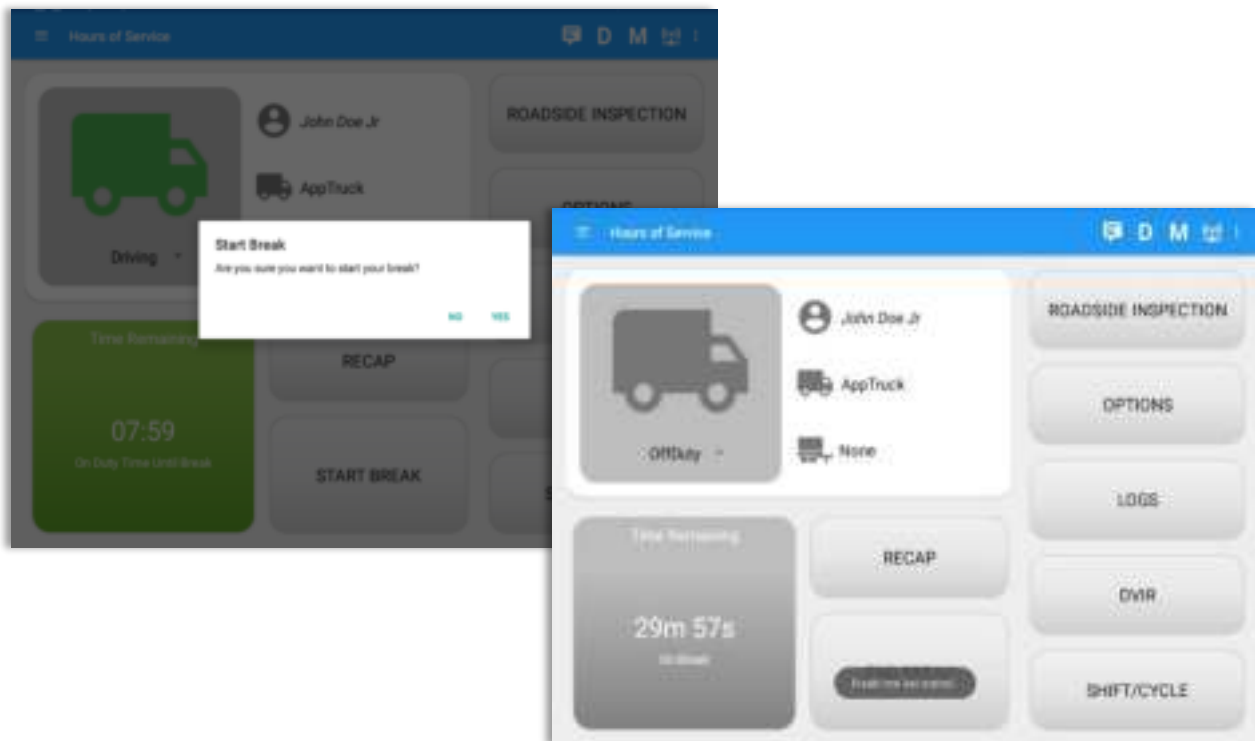 Hours of Service
D M
John Doe Jr
AppTruck
Driving
ROADSIDE INSPECTION
OPTIONS
Start Break
Are you sure you want to start your break?
NO YES
Time Remaining
07:59
On Duty Time Until Break
RECAP
START BREAK
S
Hours of Service
D M
John Doe Jr
AppTruck
None
OffDuty
ROADSIDE INSPECTION
OPTIONS
LOGS
DVIR
SHIFT/CYCLE
Time Remaining
29m 57s
RECAP